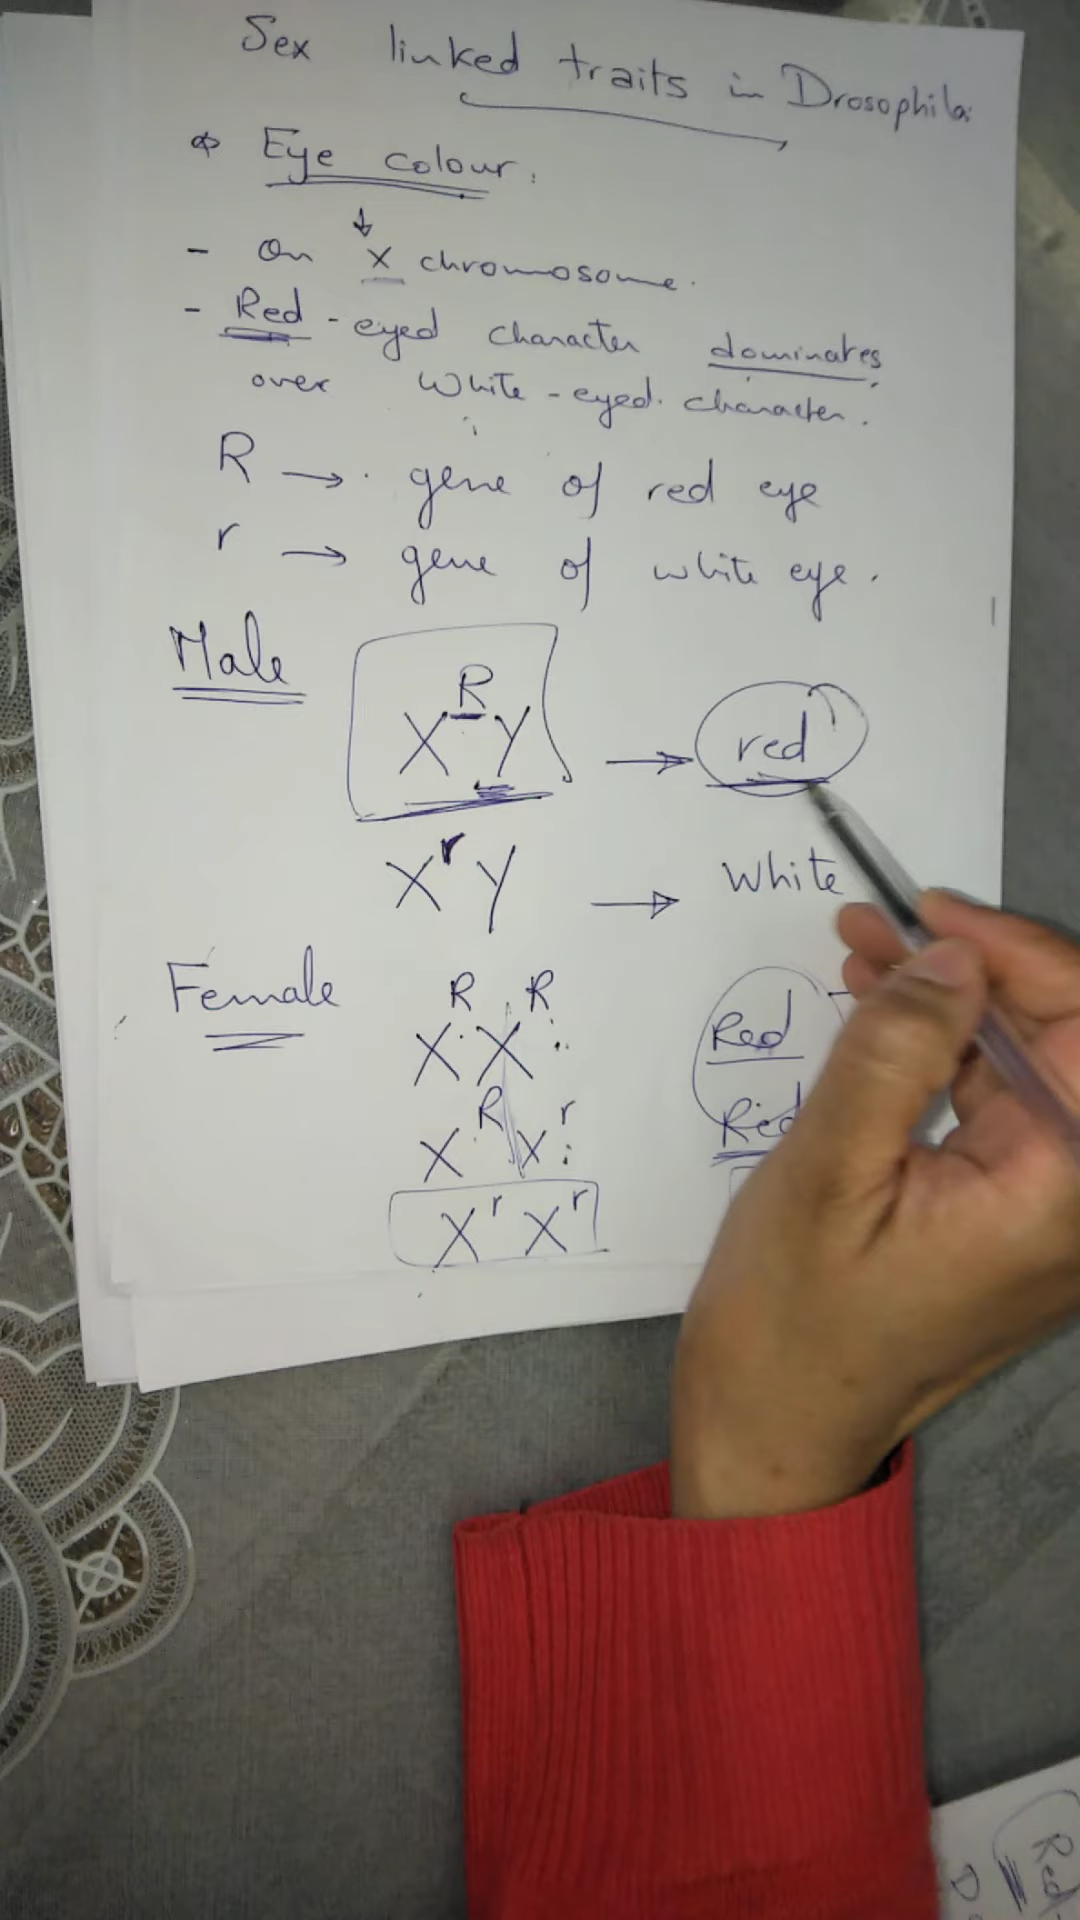 Sex linked traits in Drosophila
Eye colour.
- On X chromosome.
- Red-eyed character dominates
over White-eyed character.
R → gene of red eye
r → gene of white eye.
Male
X^R Y → red
X^r Y → White
Female
X^R X^R Red
X^R X^r Red
X^r X^r
Red-